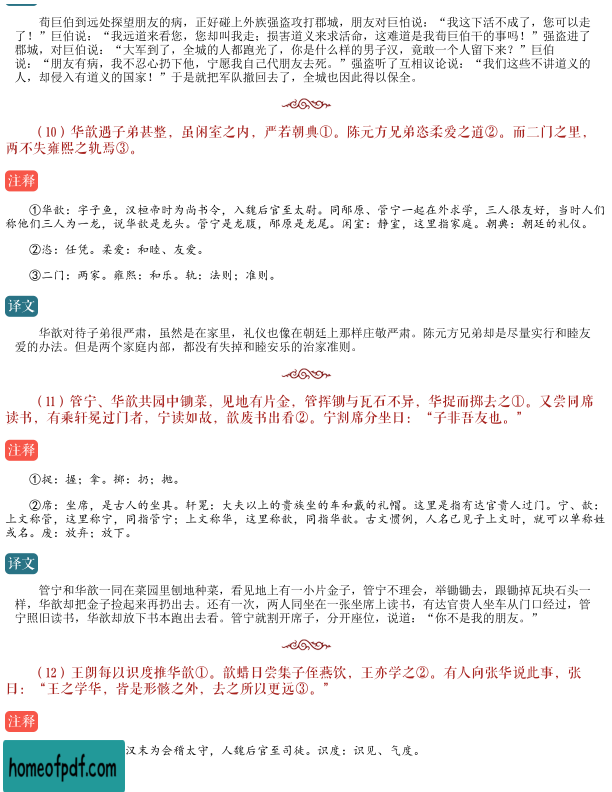 荀巨伯到远处探望朋友的病，正好碰上外族强盗攻打郡城，朋友对巨伯说：“我这下活不成了，您可以走
了！”巨伯说：“我远道来看您，您却叫我走；损害道义来求活命，这难道是我荀巨伯干的事吗！”强盗进了
郡城，对巨伯说：“大军到了，全城的人都跑光了，你是什么样的男子汉，竟敢一个人留下来？”巨伯
说：“朋友有病，我不忍心扔下他，宁愿我自己代朋友去死。”强盗听了互相议论说：“我们这些不讲道义的
人，却侵入有道义的国家！”于是就把军队撤回去了，全城也因此得以保全。
（10）华歆遇子弟甚整，虽闲室之内，严若朝典①。陈元方兄弟恣柔爱之道②。而二门之里，
两不失雍熙之轨焉③。
注释
①华歆：字子鱼，汉桓帝时为尚书令，入魏后官至太尉。同邴原、管宁一起在外求学，三人很友好，当时人们
称他们三人为一龙，说华歆是龙头。管宁是龙腹，邴原是龙尾。闲室：静室，这里指家庭。朝典：朝廷的礼仪。
②恣：任凭。柔爱：和睦、友爱。
③二门：两家。雍熙：和乐。轨：法则；准则。
译文
华歆对待子弟很严肃，虽然是在家里，礼仪也像在朝廷上那样庄敬严肃。陈元方兄弟却是尽量实行和睦友
爱的办法。但是两个家庭内部，都没有失掉和睦安乐的治家准则。
（11）管宁、华歆共园中锄菜，见地有片金，管挥锄与瓦石不异，华捉而掷去之①。又尝同席
读书，有乘轩冕过门者，宁读如故，歆废书出看②。宁割席分坐曰：“子非吾友也。”
注释
①捉：握；拿。掷：扔；抛。
②席：坐席，是古人的坐具。轩冕：大夫以上的贵族坐的车和戴的礼帽。这里是指有达官贵人过门。宁、歆：
上文称管，这里称宁，同指管宁；上文称华，这里称歆，同指华歆。古文惯例，人名已见于上文时，就可以单称姓
或名。废：放弃；放下。
译文
管宁和华歆一同在菜园里刨地种菜，看见地上有一小片金子，管宁不理会，举锄锄去，跟锄掉瓦块石头一
样，华歆却把金子捡起来再扔出去。还有一次，两人同坐在一张坐席上读书，有达官贵人坐车从门口经过，管
宁照旧读书，华歆却放下书本跑出去看。管宁就割开席子，分开座位，说道：“你不是我的朋友。”
（12）王朗每以识度推华歆①。歆蜡日尝集子侄燕饮，王亦学之②。有人向张华说此事，张
曰：“王之学华，皆是形骸之外，去之所以更远③。”
注释
汉末为会稽太守，人魏后官至司徒。识度：识见、气度。
homeofpdf.com